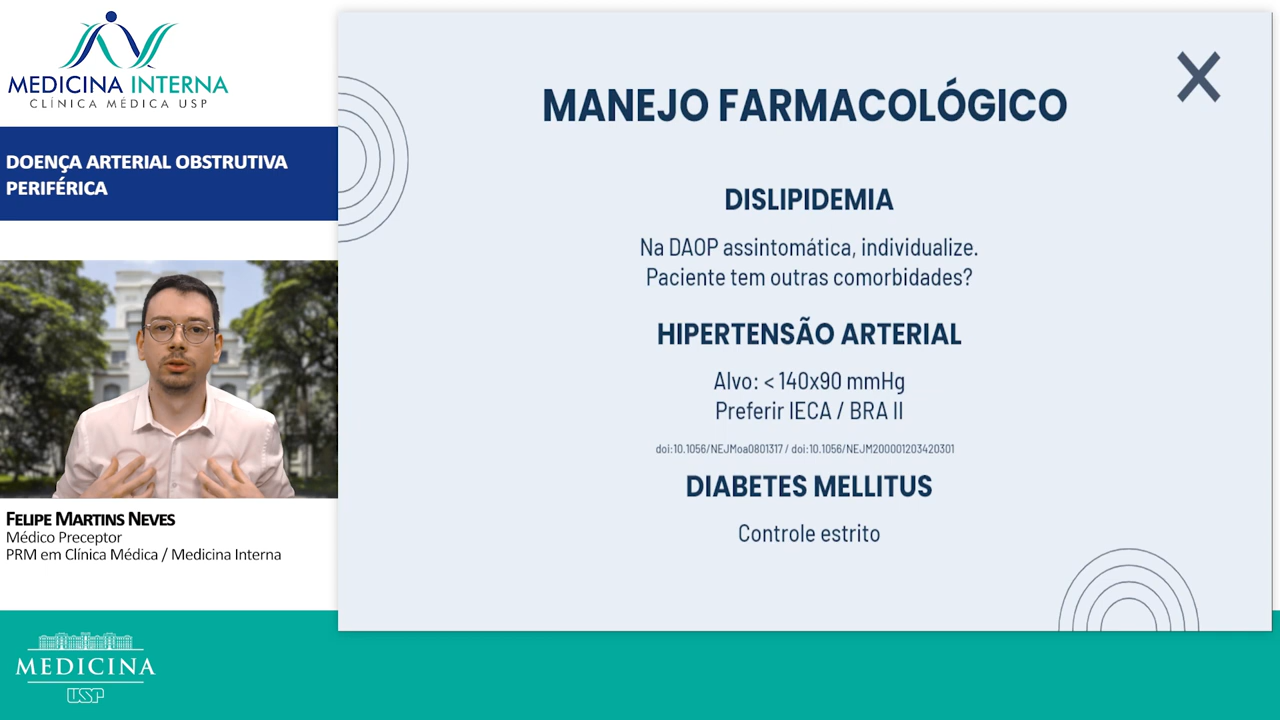 MEDICINA INTERNA
CLÍNICA MÉDICA USP
DOENÇA ARTERIAL OBSTRUTIVA
PERIFÉRICA
FELIPE MARTINS NEVES
Médico Preceptor
PRM em Clínica Médica / Medicina Interna
MEDICINA
USP
MANEJO FARMACOLÓGICO
DISLIPIDEMIA
Na DAOP assintomática, individualize.
Paciente tem outras comorbidades?
HIPERTENSÃO ARTERIAL
Alvo: < 140x90 mmHg
Preferir IECA / BRA II
doi:10.1056/NEJMoa0801317 / doi:10.1056/NEJM200001203420301
DIABETES MELLITUS
Controle estrito